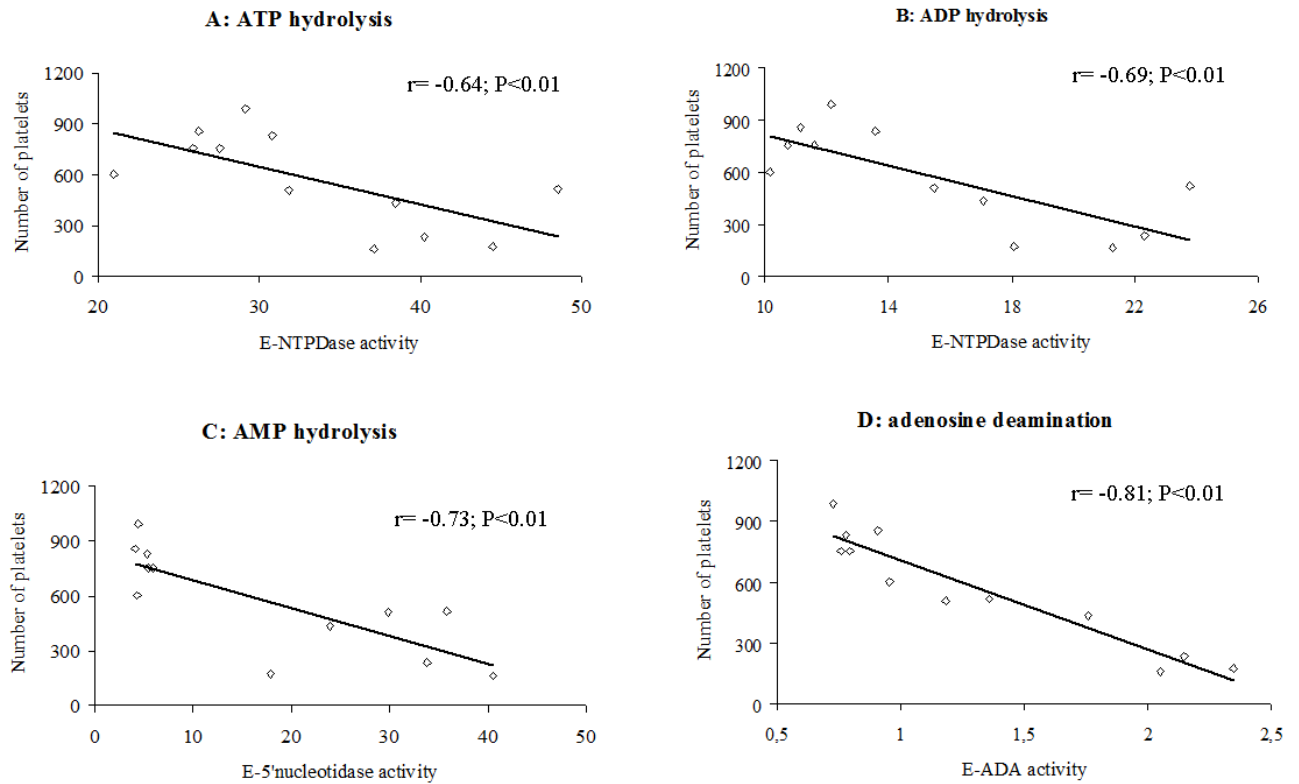 A: ATP hydrolysis
r= -0.64; P<0.01
Number of platelets
1200
900
600
300
0
20 30 40 50
E-NTPDase activity
B: ADP hydrolysis
r= -0.69; P<0.01
Number of platelets
1200
900
600
300
0
10 14 18 22 26
E-NTPDase activity
C: AMP hydrolysis
r= -0.73; P<0.01
Number of platelets
1200
900
600
300
0
0 10 20 30 40 50
E-5'nucleotidase activity
D: adenosine deamination
r= -0.81; P<0.01
Number of platelets
1200
900
600
300
0
0,5 1 1,5 2 2,5
E-ADA activity